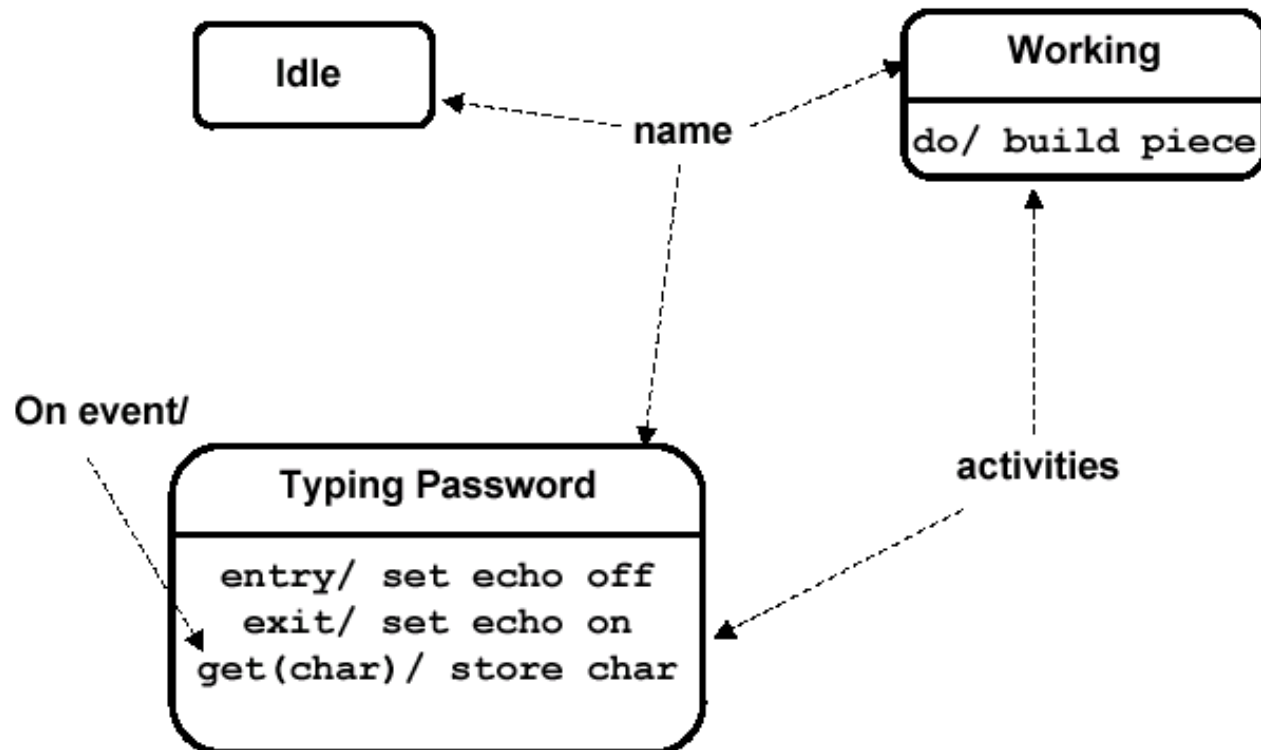 Idle
Working
do/ build piece
name
On event/
activities
Typing Password
entry/ set echo off
exit/ set echo on
get(char)/ store char